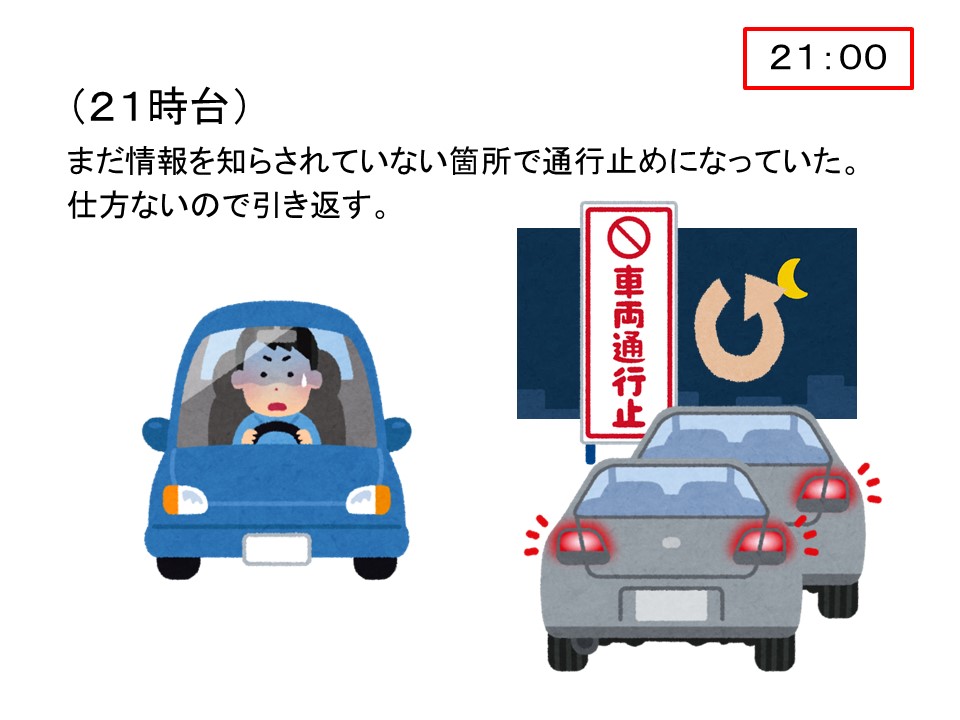 ２１：００
（２１時台）
まだ情報を知らされていない箇所で通行止めになっていた。
仕方ないので引き返す。
車両通行止